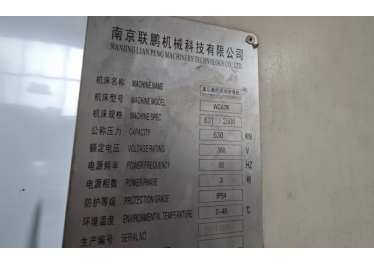 南京联鹏机械科技有限公司
NANJING LIAN PENG MACHINERY TECHNOLOGY CO., LTD
机床名称 MACHINE NAME
机床型号 MACHINE MODEL WC67K
机床规格 MACHINE SPEC 63T / 2500
公称压力 CAPACITY 630 KN
额定电压 VOLTAGE RATING 380 V
电源频率 POWER FREQUENCY 50 HZ
电源相数 POWER PHASE 3 相
防护等级 PROTECTION GRADE IP54
环境温度 ENVIRONMENTAL TEMPERATURE 0-40 ℃
生产编号 SERIAL NO